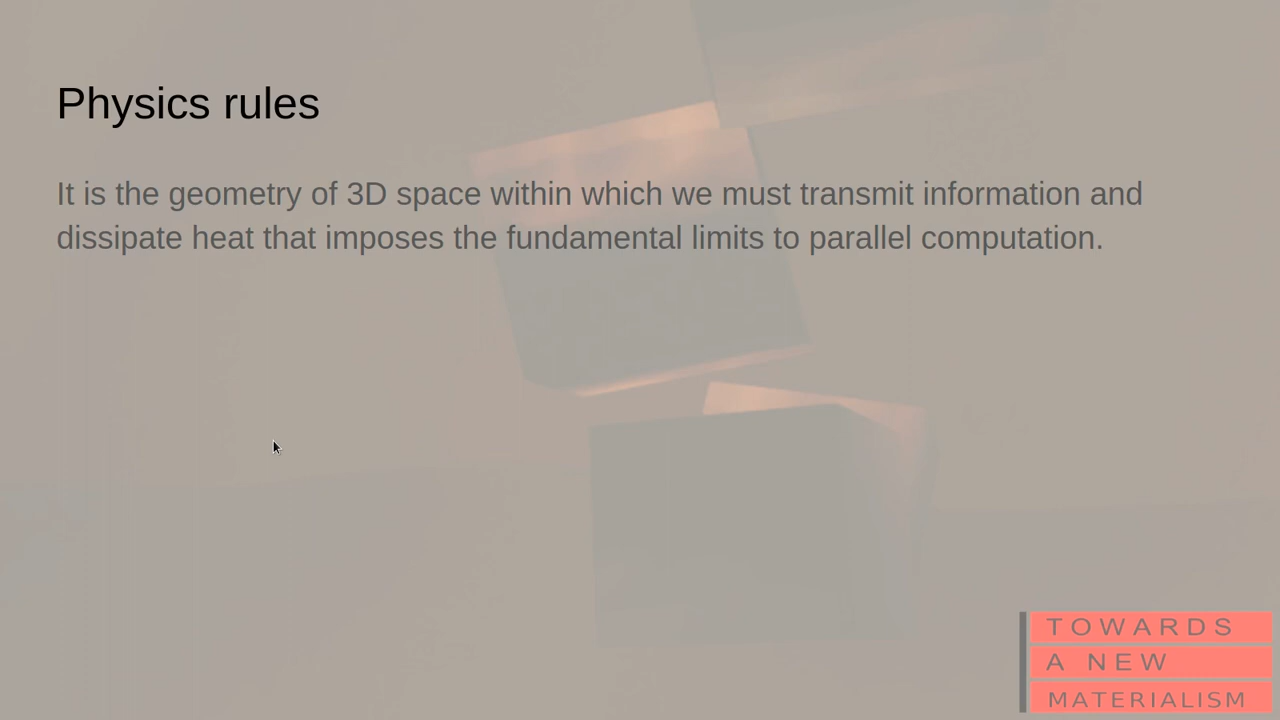 Physics rules
It is the geometry of 3D space within which we must transmit information and
dissipate heat that imposes the fundamental limits to parallel computation.
TOWARDS
A NEW
MATERIALISM